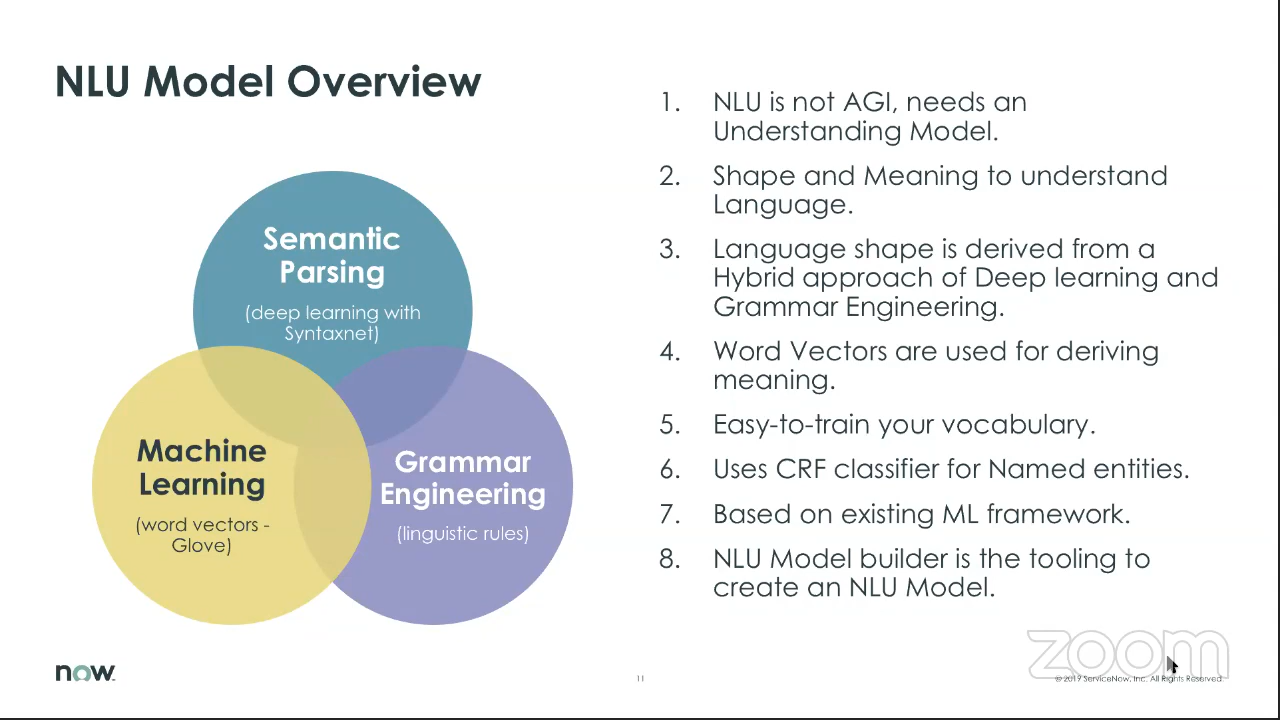 NLU Model Overview
Semantic
Parsing
(deep learning with
Syntaxnet)
Machine
Learning
(word vectors -
Glove)
Grammar
Engineering
(linguistic rules)
1. NLU is not AGI, needs an
Understanding Model.
2. Shape and Meaning to understand
Language.
3. Language shape is derived from a
Hybrid approach of Deep learning and
Grammar Engineering.
4. Word Vectors are used for deriving
meaning.
5. Easy-to-train your vocabulary.
6. Uses CRF classifier for Named entities.
7. Based on existing ML framework.
8. NLU Model builder is the tooling to
create an NLU Model.
zoom
now.
11
© 2019 ServiceNow, Inc. All Rights Reserved.